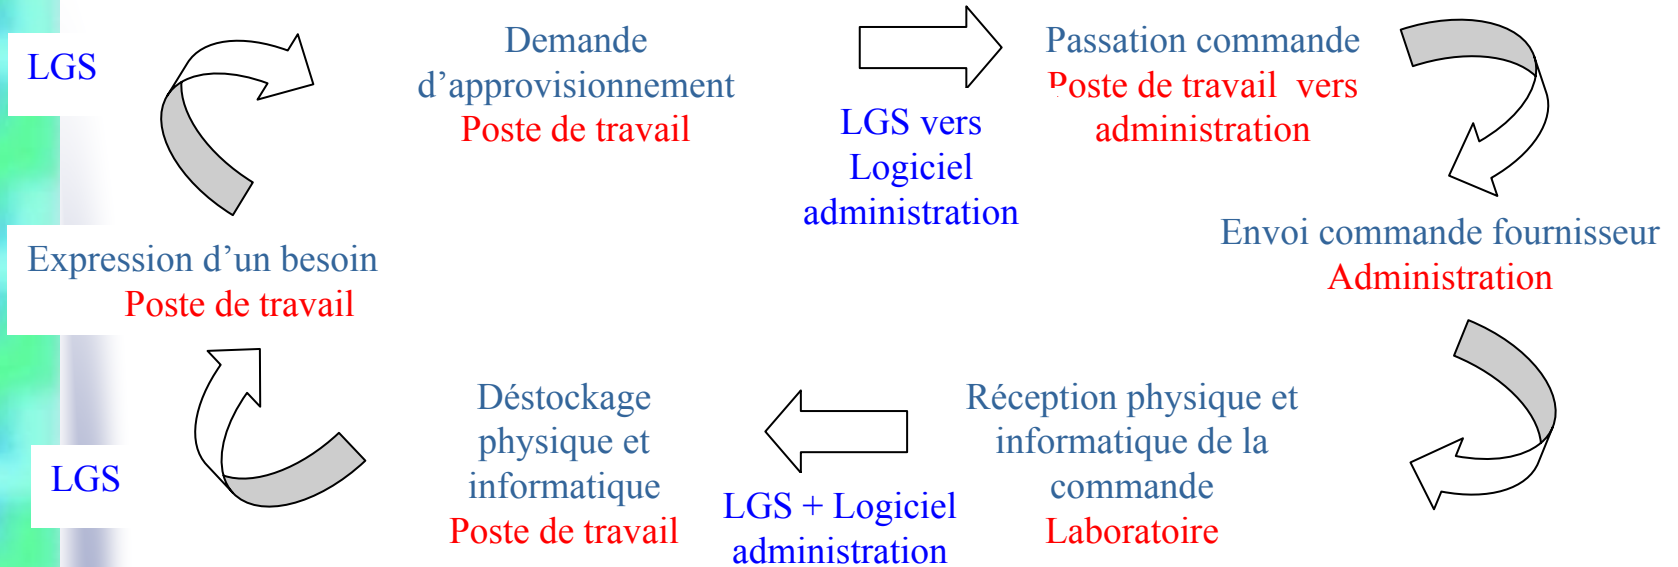 LGS
Demande
d’approvisionnement
Poste de travail
LGS vers
Logiciel
administration
Passation commande
Poste de travail vers
administration
Envoi commande fournisseur
Administration
Expression d’un besoin
Poste de travail
LGS
Déstockage
physique et
informatique
Poste de travail
LGS + Logiciel
administration
Réception physique et
informatique de la
commande
Laboratoire